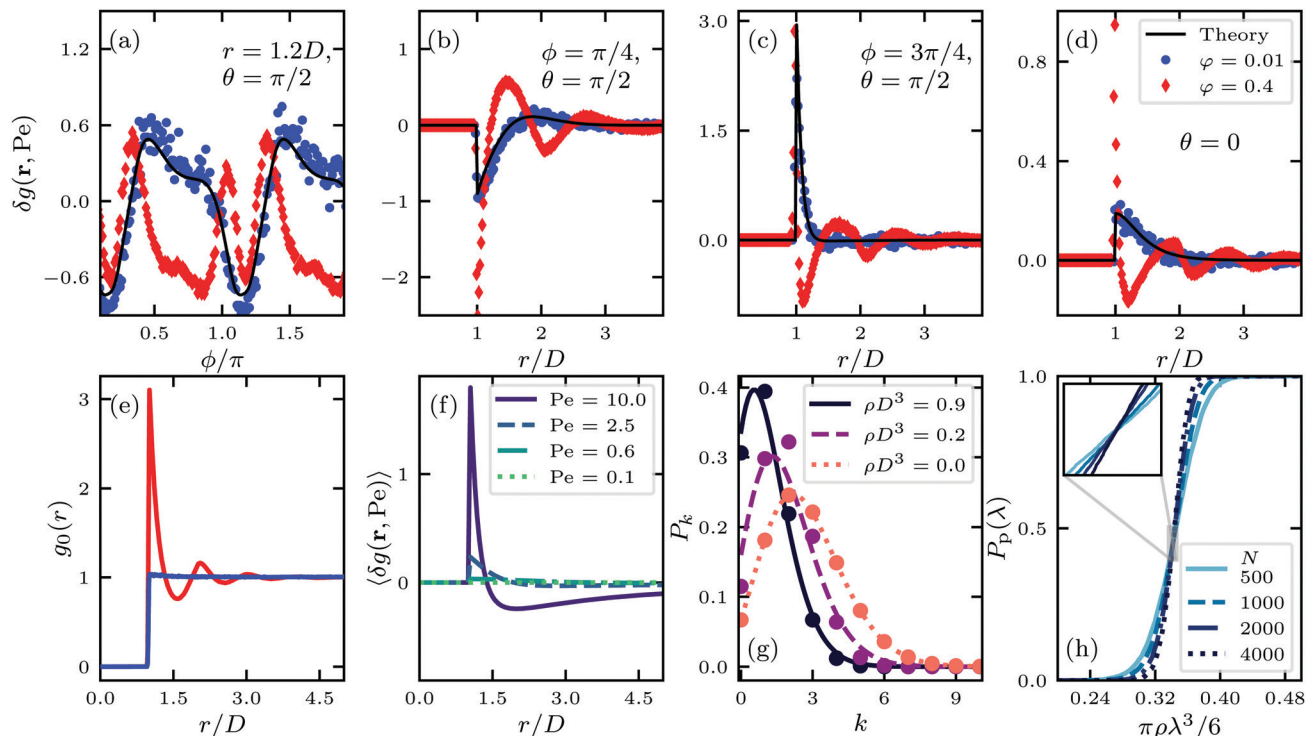 (a)
r = 1.2D,
θ = π/2
δg(r, Pe)
1.2
0.6
0.0
−0.6
0.5
1.0
1.5
ϕ/π
(b)
ϕ = π/4,
θ = π/2
1
0
−1
−2
1
2
3
r/D
(c)
ϕ = 3π/4,
θ = π/2
3.0
1.5
0.0
1
2
3
r/D
(d)
Theory
φ = 0.01
φ = 0.4
θ = 0
0.8
0.4
0.0
1
2
3
r/D
(e)
g₀(r)
3
2
1
0
0.0
1.5
3.0
4.5
r/D
(f)
Pe = 10.0
Pe = 2.5
Pe = 0.6
Pe = 0.1
⟨δg(r, Pe)⟩
1
0
0.0
1.5
3.0
4.5
r/D
ρD³ = 0.9
ρD³ = 0.2
ρD³ = 0.0
Pₖ
0.4
0.3
0.2
0.1
0.0
(g)
0
3
6
9
k
Pₚ(λ)
1.0
0.5
0.0
N
500
1000
2000
4000
(h)
0.24
0.32
0.40
0.48
πρλ³/6